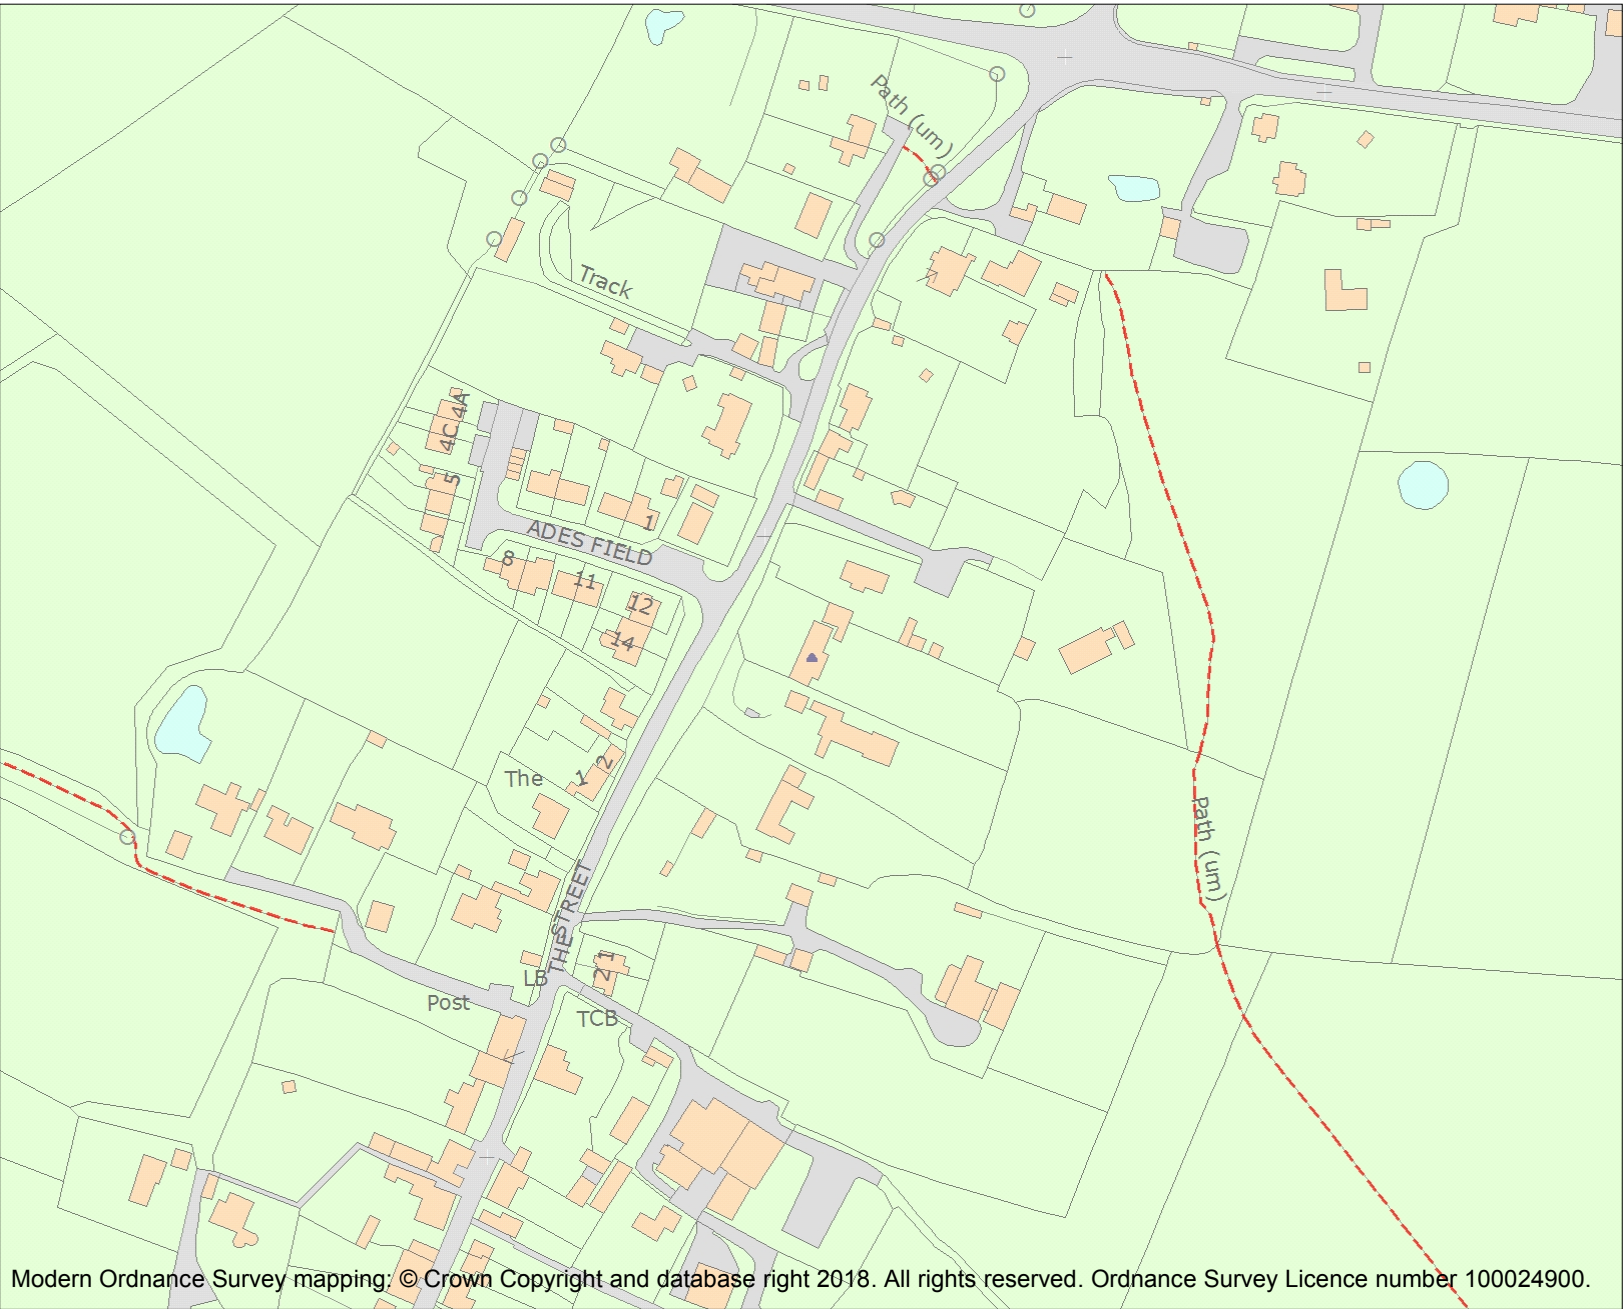 Path (um)
Track
4A
4C
5
1
ADES FIELD
8
11
12
14
2
1
The
Path (um)
THE STREET
1
2
LB
Post
TCB
Modern Ordnance Survey mapping: © Crown Copyright and database right 2018. All rights reserved. Ordnance Survey Licence number 100024900.